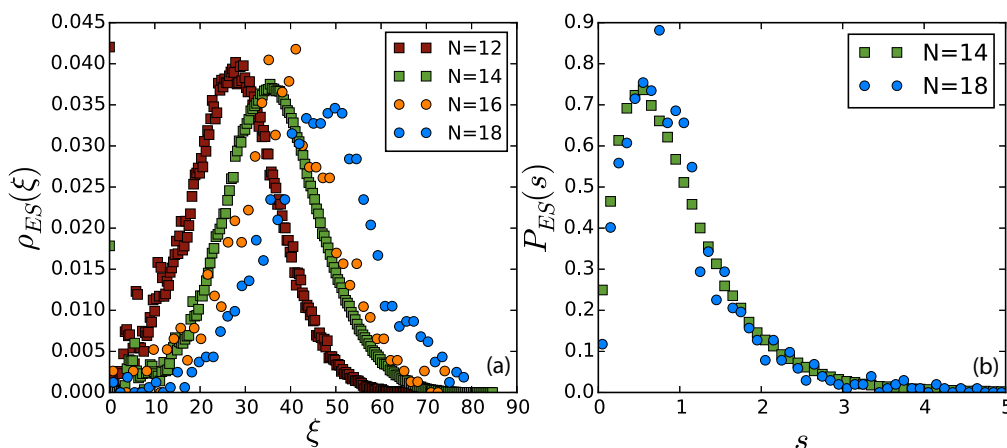 0.045
0.040
0.035
0.030
0.025
0.020
0.015
0.010
0.005
0.000
ρ_ES(ξ)
0 10 20 30 40 50 60 70 80 90
ξ
N=12
N=14
N=16
N=18
(a)
0.9
0.8
0.7
0.6
0.5
0.4
0.3
0.2
0.1
0.0
P_ES(s)
0 1 2 3 4 5
s
N=14
N=18
(b)